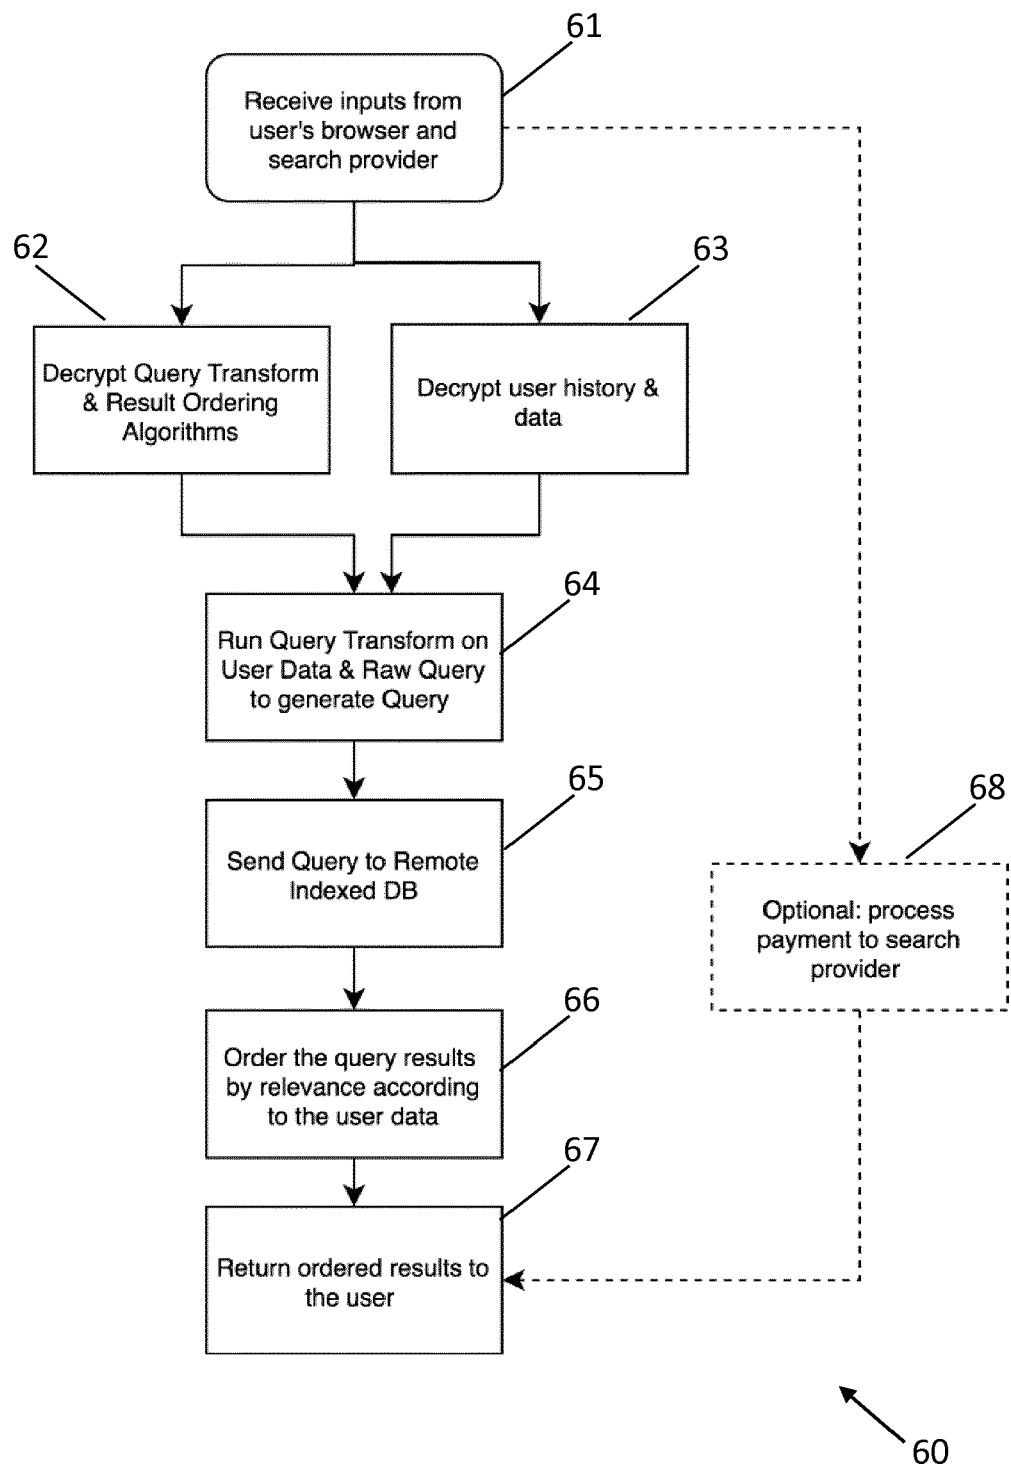 61
Receive inputs from
user's browser and
search provider
62
63
Decrypt Query Transform
& Result Ordering
Algorithms
Decrypt user history &
data
64
Run Query Transform on
User Data & Raw Query
to generate Query
65
Send Query to Remote
Indexed DB
68
Optional: process
payment to search
provider
66
Order the query results
by relevance according
to the user data
67
Return ordered results to
the user
60